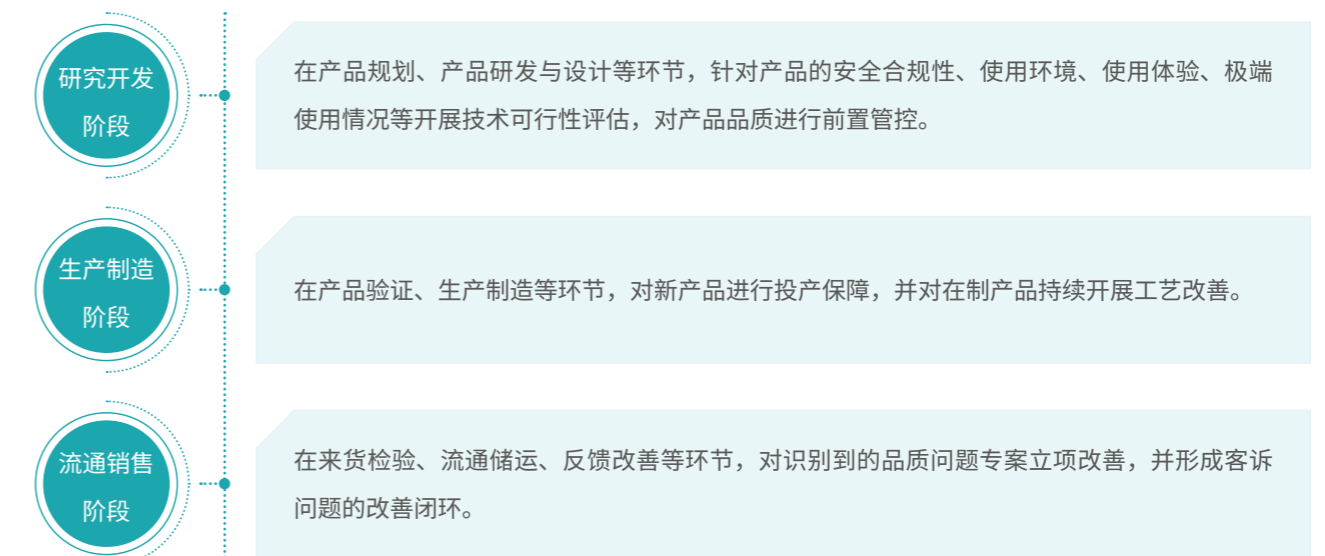 研究开发
阶段
在产品规划、产品研发与设计等环节，针对产品的安全合规性、使用环境、使用体验、极端
使用情况等开展技术可行性评估，对产品品质进行前置管控。
生产制造
阶段
在产品验证、生产制造等环节，对新产品进行投产保障，并对在制产品持续开展工艺改善。
流通销售
阶段
在来货检验、流通储运、反馈改善等环节，对识别到的品质问题专案立项改善，并形成客诉
问题的改善闭环。